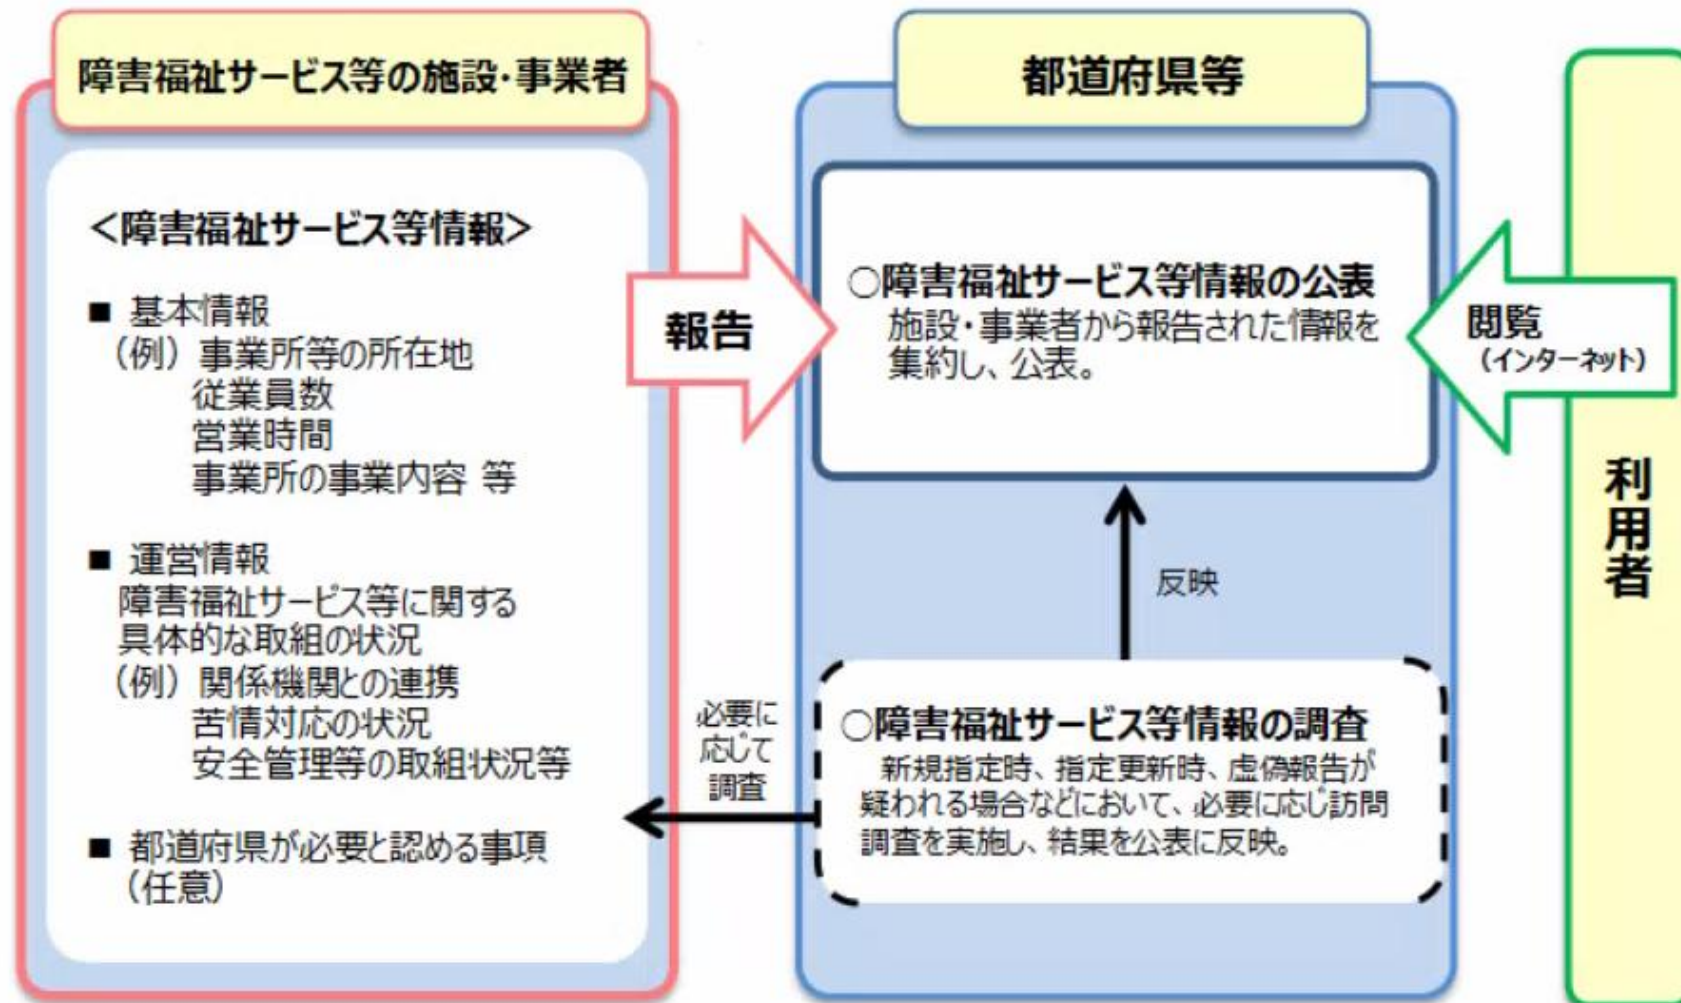 障害福祉サービス等の施設・事業者
＜障害福祉サービス等情報＞
■ 基本情報
（例）事業所等の所在地
従業員数
営業時間
事業所の事業内容 等
■ 運営情報
障害福祉サービス等に関する
具体的な取組の状況
（例）関係機関との連携
苦情対応の状況
安全管理等の取組状況等
■ 都道府県が必要と認める事項
（任意）
報告
必要に
応じて
調査
都道府県等
○障害福祉サービス等情報の公表
施設・事業者から報告された情報を
集約し、公表。
反映
○障害福祉サービス等情報の調査
新規指定時、指定更新時、虚偽報告が
疑われる場合などにおいて、必要に応じ訪問
調査を実施し、結果を公表に反映。
閲覧
（インターネット）
利用者